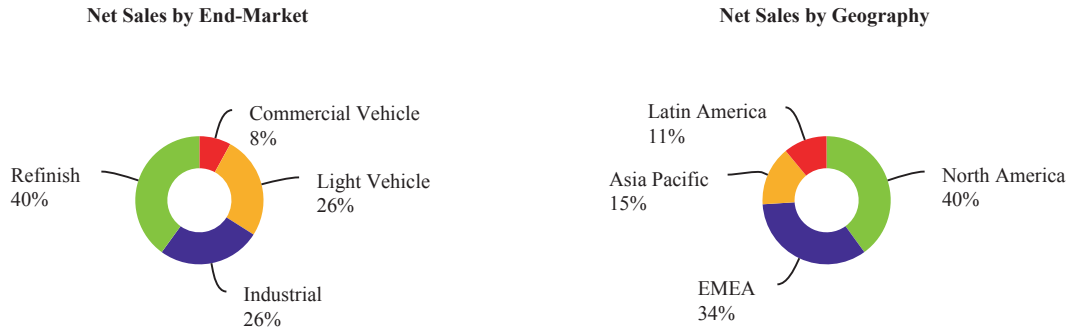 Net Sales by End-Market
Commercial Vehicle
8%
Refinish
40%
Light Vehicle
26%
Industrial
26%
Net Sales by Geography
Latin America
11%
Asia Pacific
15%
North America
40%
EMEA
34%